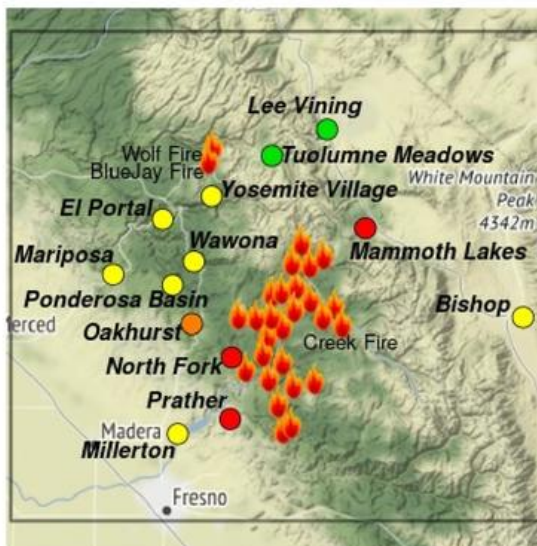 Lee Vining
Wolf Fire
BlueJay Fire
Tuolumne Meadows
White Mountain
Peak
4342m
Yosemite Village
El Portal
Wawona
Mammoth Lakes
Mariposa
Ponderosa Basin
Bishop
erced
Oakhurst
Creek Fire
North Fork
Prather
Madera
Millerton
Fresno